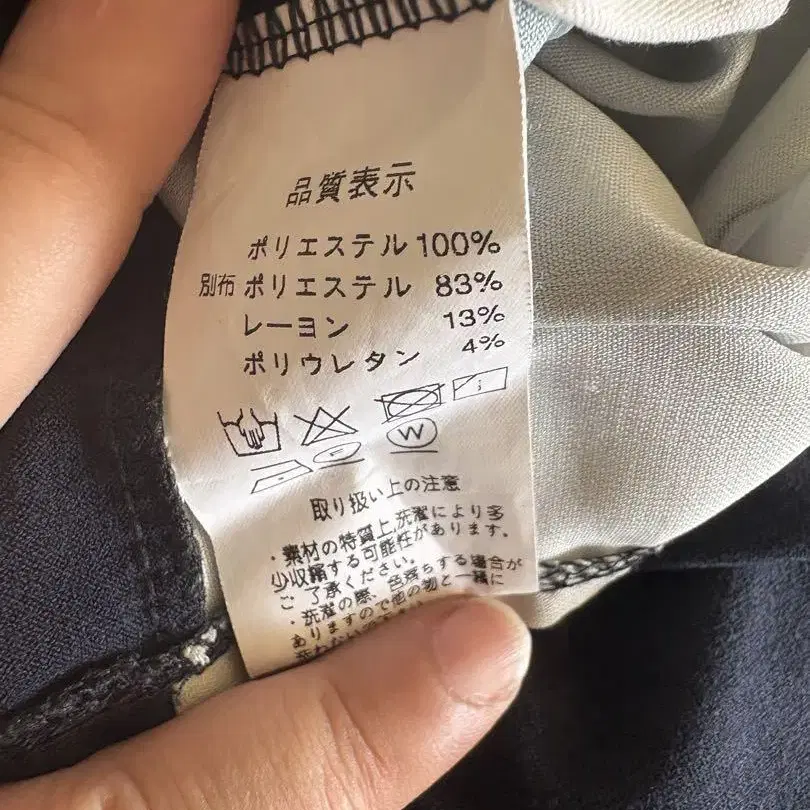 品質表示
ポリエステル 100%
別布 ポリエステル 83%
レーヨン 13%
ポリウレタン 4%
W
取り扱い上の注意
・素材の特質上,洗濯により多
少収縮する可能性があります。
ご了承ください。
・洗濯の際、色落ちする場合が
ありますので他の物と一緒に